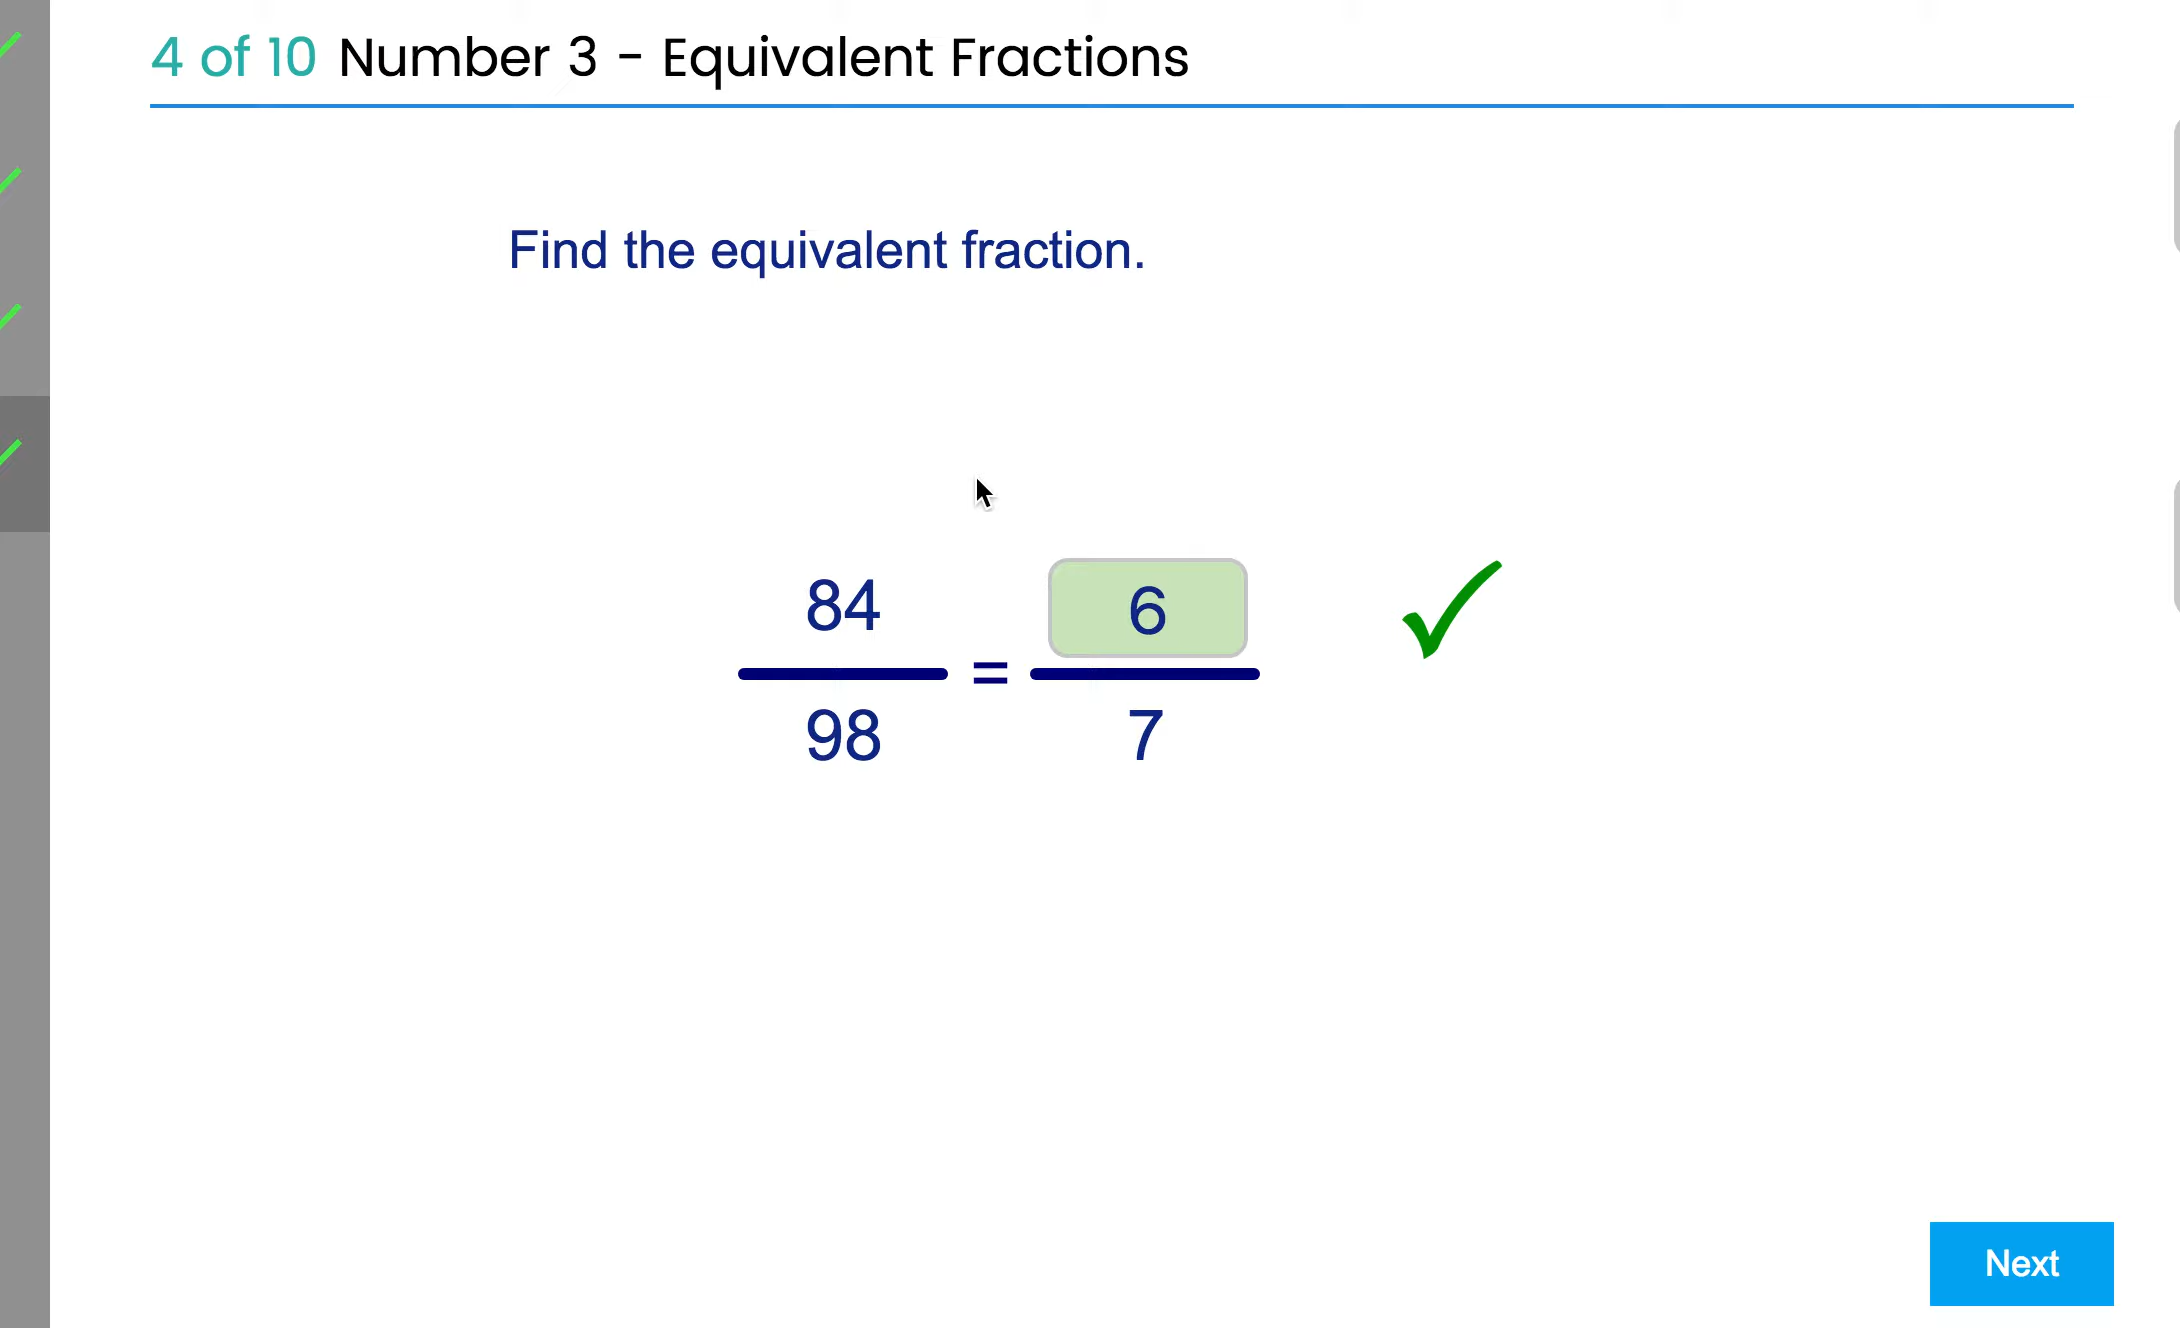 4 of 10 Number 3 - Equivalent Fractions
Find the equivalent fraction.
84 6
=
98 7
Next